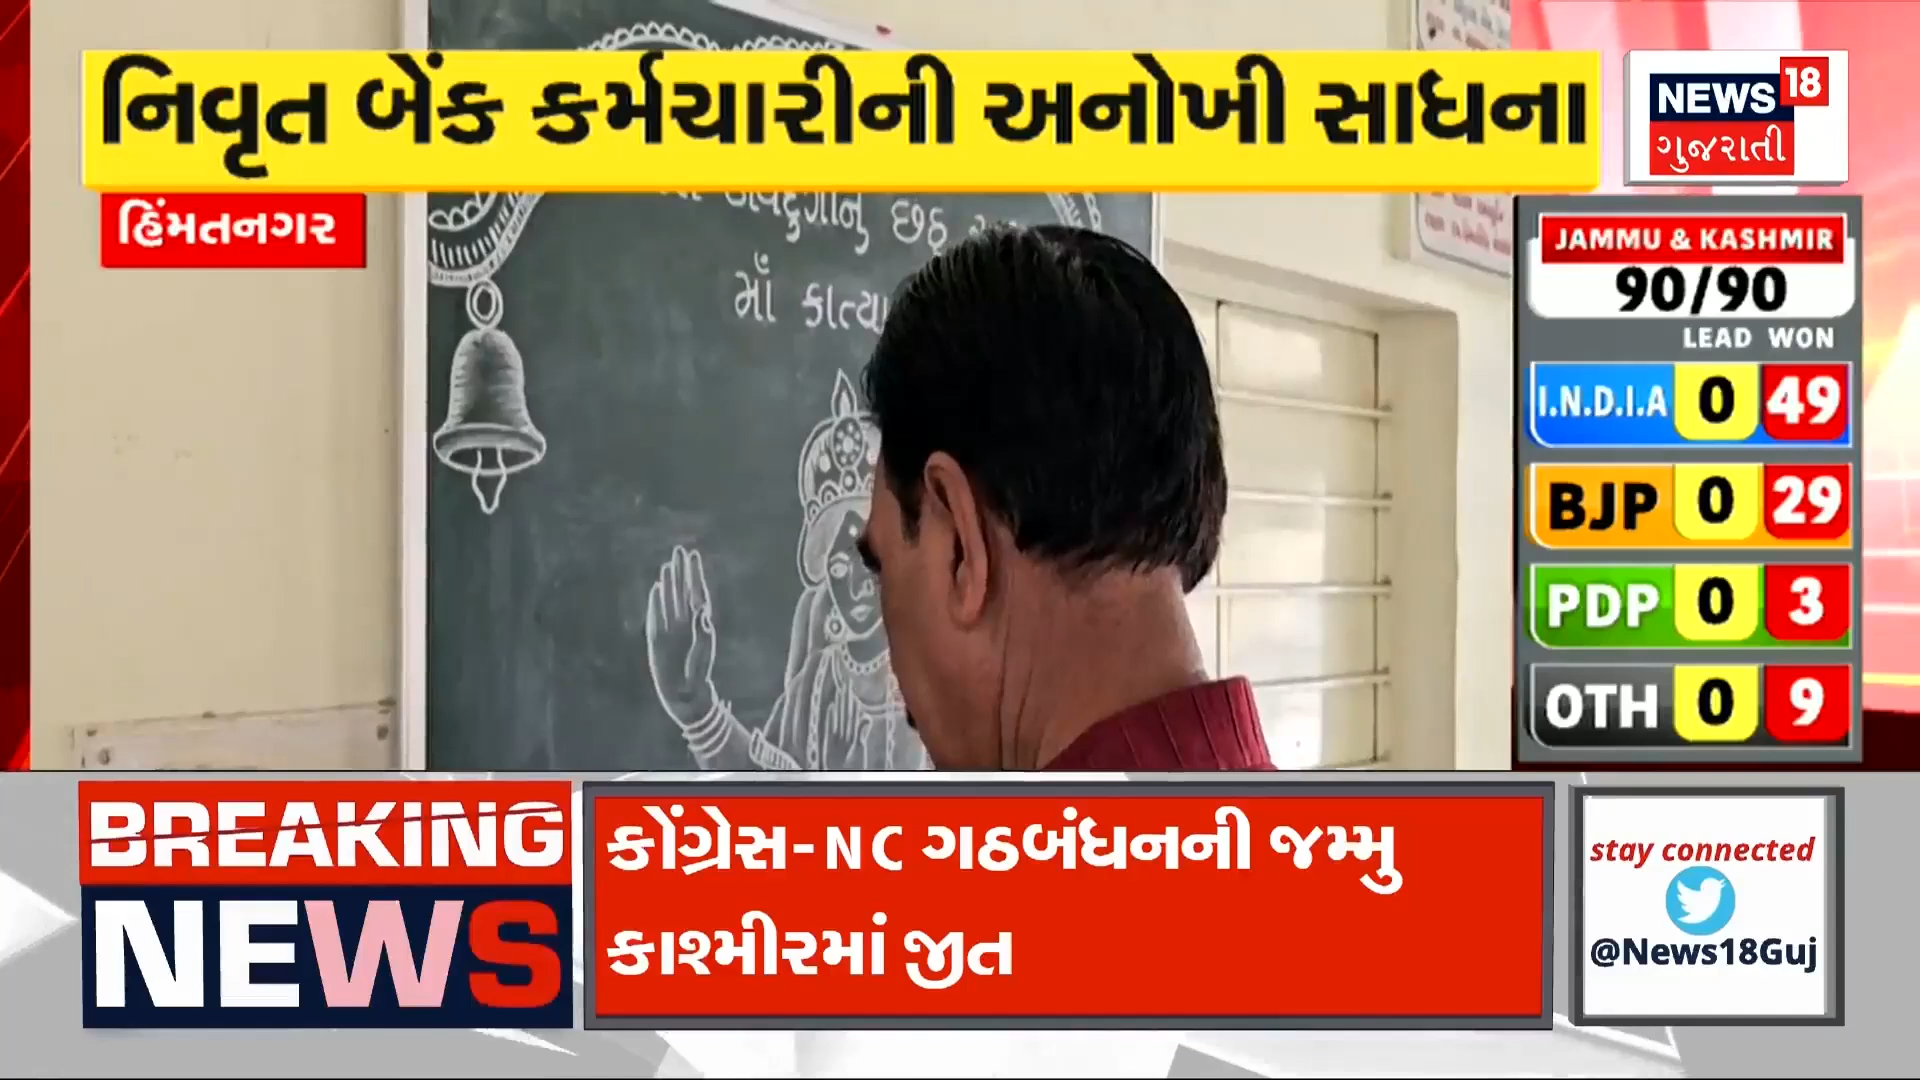 નિવૃત બેંક કર્મચારીની અનોખી સાધના
NEWS 18
ગુજરાતી
હિંમતનગર
છઠ્ઠુ
માઁ કાત્યા
JAMMU & KASHMIR
90/90
LEAD WON
I.N.D.I.A 0 49
BJP 0 29
PDP 0 3
OTH 0 9
BREAKING
NEWS
કોંગ્રેસ-NC ગઠબંધનની જમ્મુ
કાશ્મીરમાં જીત
stay connected
@News18Guj